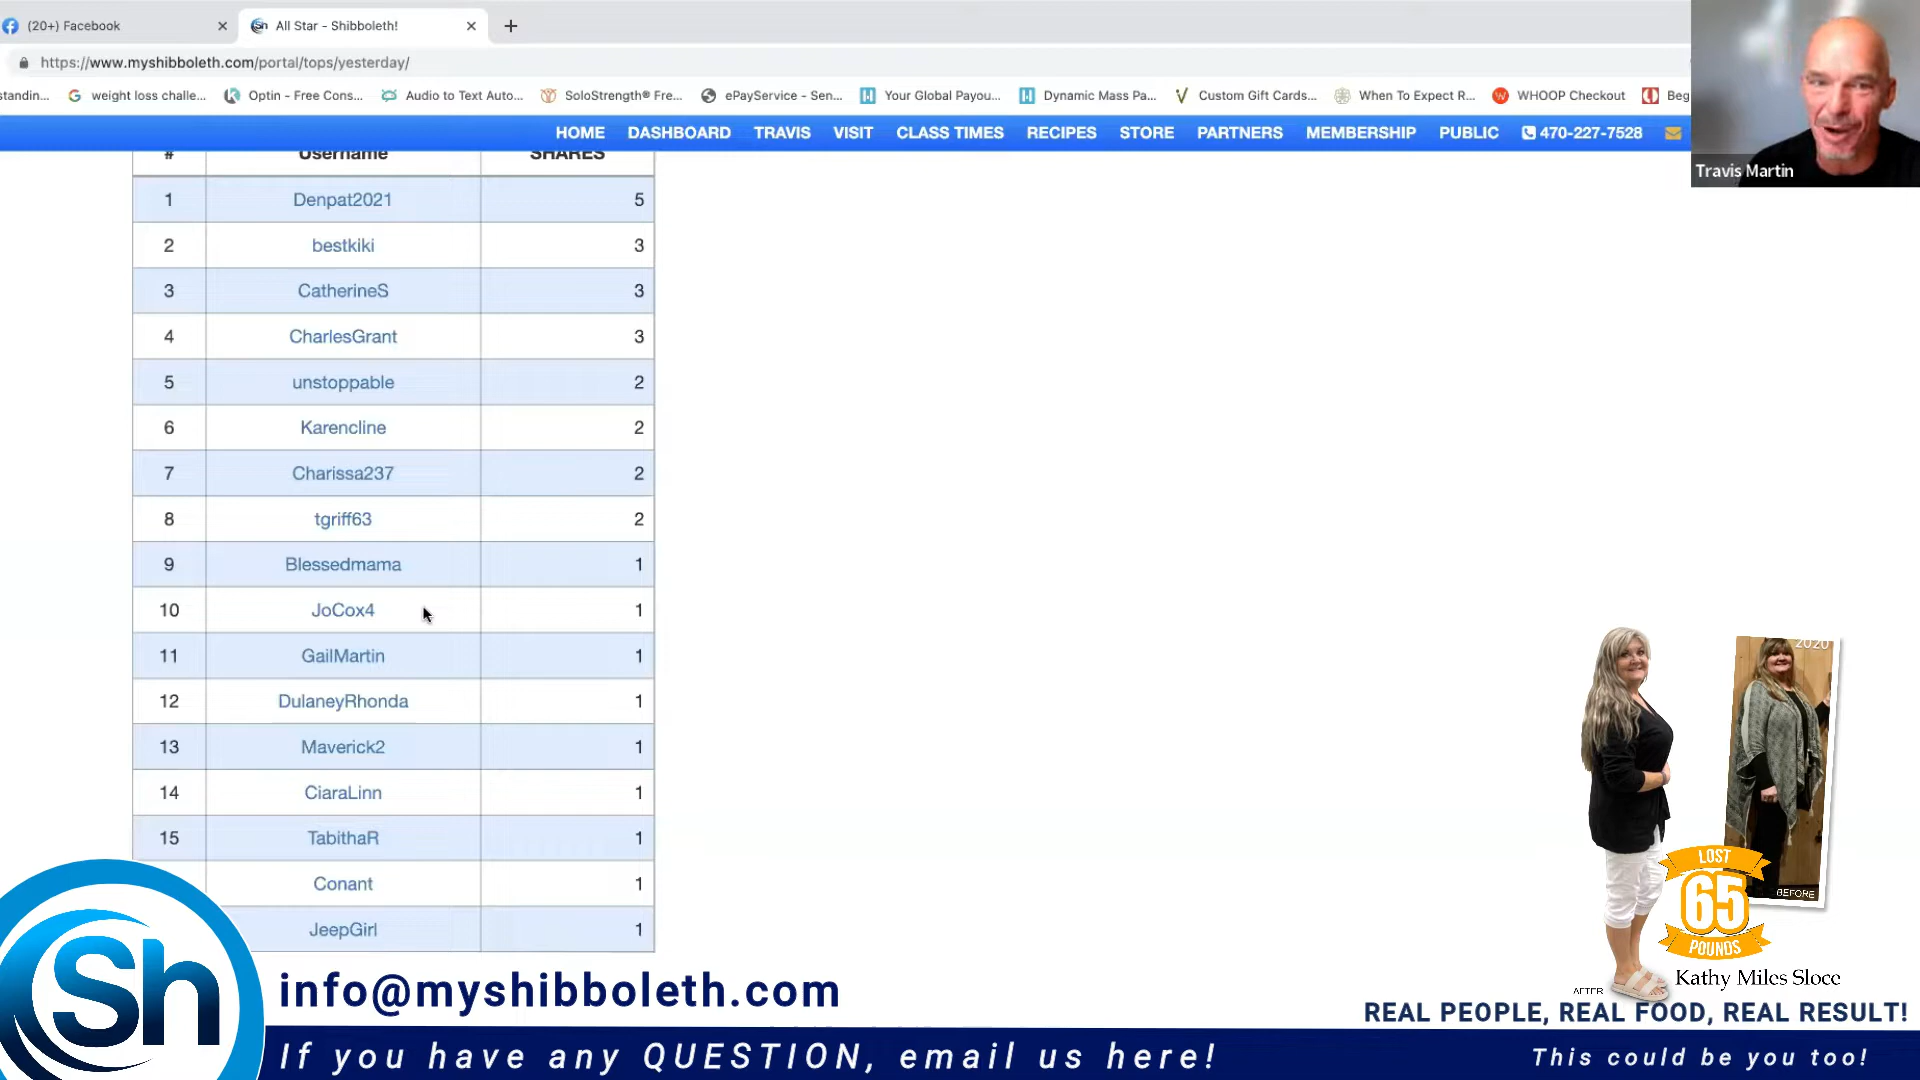 (20+) Facebook
All Star - Shibboleth!
https://www.myshibboleth.com/portal/tops/yesterday/
standin...
weight loss challe...
Optin - Free Cons...
Audio to Text Auto...
SoloStrength® Fre...
ePayService - Sen...
Your Global Payou...
Dynamic Mass Pa...
Custom Gift Cards...
When To Expect R...
WHOOP Checkout
Beg
HOME DASHBOARD TRAVIS VISIT CLASS TIMES RECIPES STORE PARTNERS MEMBERSHIP PUBLIC 470-227-7528
Travis Martin
# Username SHARES
1 Denpat2021 5
2 bestkiki 3
3 CatherineS 3
4 CharlesGrant 3
5 unstoppable 2
6 Karencline 2
7 Charissa237 2
8 tgriff63 2
9 Blessedmama 1
10 JoCox4 1
11 GailMartin 1
12 DulaneyRhonda 1
13 Maverick2 1
14 CiaraLinn 1
15 TabithaR 1
Conant 1
JeepGirl 1
2020
BEFORE
LOST
65
POUNDS
AFTER
Kathy Miles Sloce
REAL PEOPLE, REAL FOOD, REAL RESULT!
This could be you too!
Sh
info@myshibboleth.com
If you have any QUESTION, email us here!